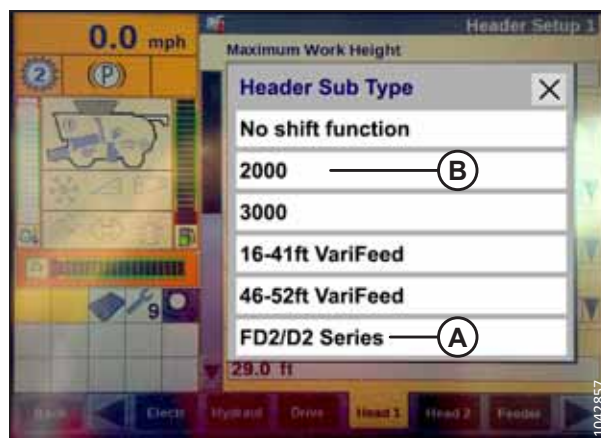 0.0 mph
Header Setup 1
Maximum Work Height
2
(P)
Header Sub Type
No shift function
2000
B
3000
16-41ft VariFeed
46-52ft VariFeed
9
FD2/D2 Series
A
29.0 ft
Back
Electr
Hydraul
Drive
Head 1
Head 2
Feeder
1042857